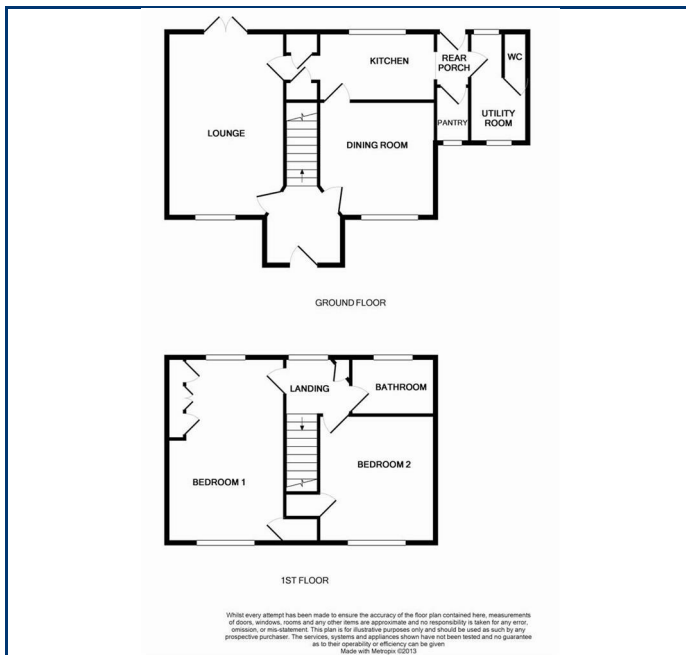 KITCHEN
REAR
PORCH
WC
LOUNGE
DINING ROOM
PANTRY
UTILITY
ROOM
GROUND FLOOR
LANDING
BATHROOM
BEDROOM 1
BEDROOM 2
1ST FLOOR
Whilst every attempt has been made to ensure the accuracy of the floor plan contained here, measurements
of doors, windows, rooms and any other items are approximate and no responsibility is taken for any error,
omission, or mis-statement. This plan is for illustrative purposes only and should be used as such by any
prospective purchaser. The services, systems and appliances shown have not been tested and no guarantee
as to their operability or efficiency can be given
Made with Metropix ©2013